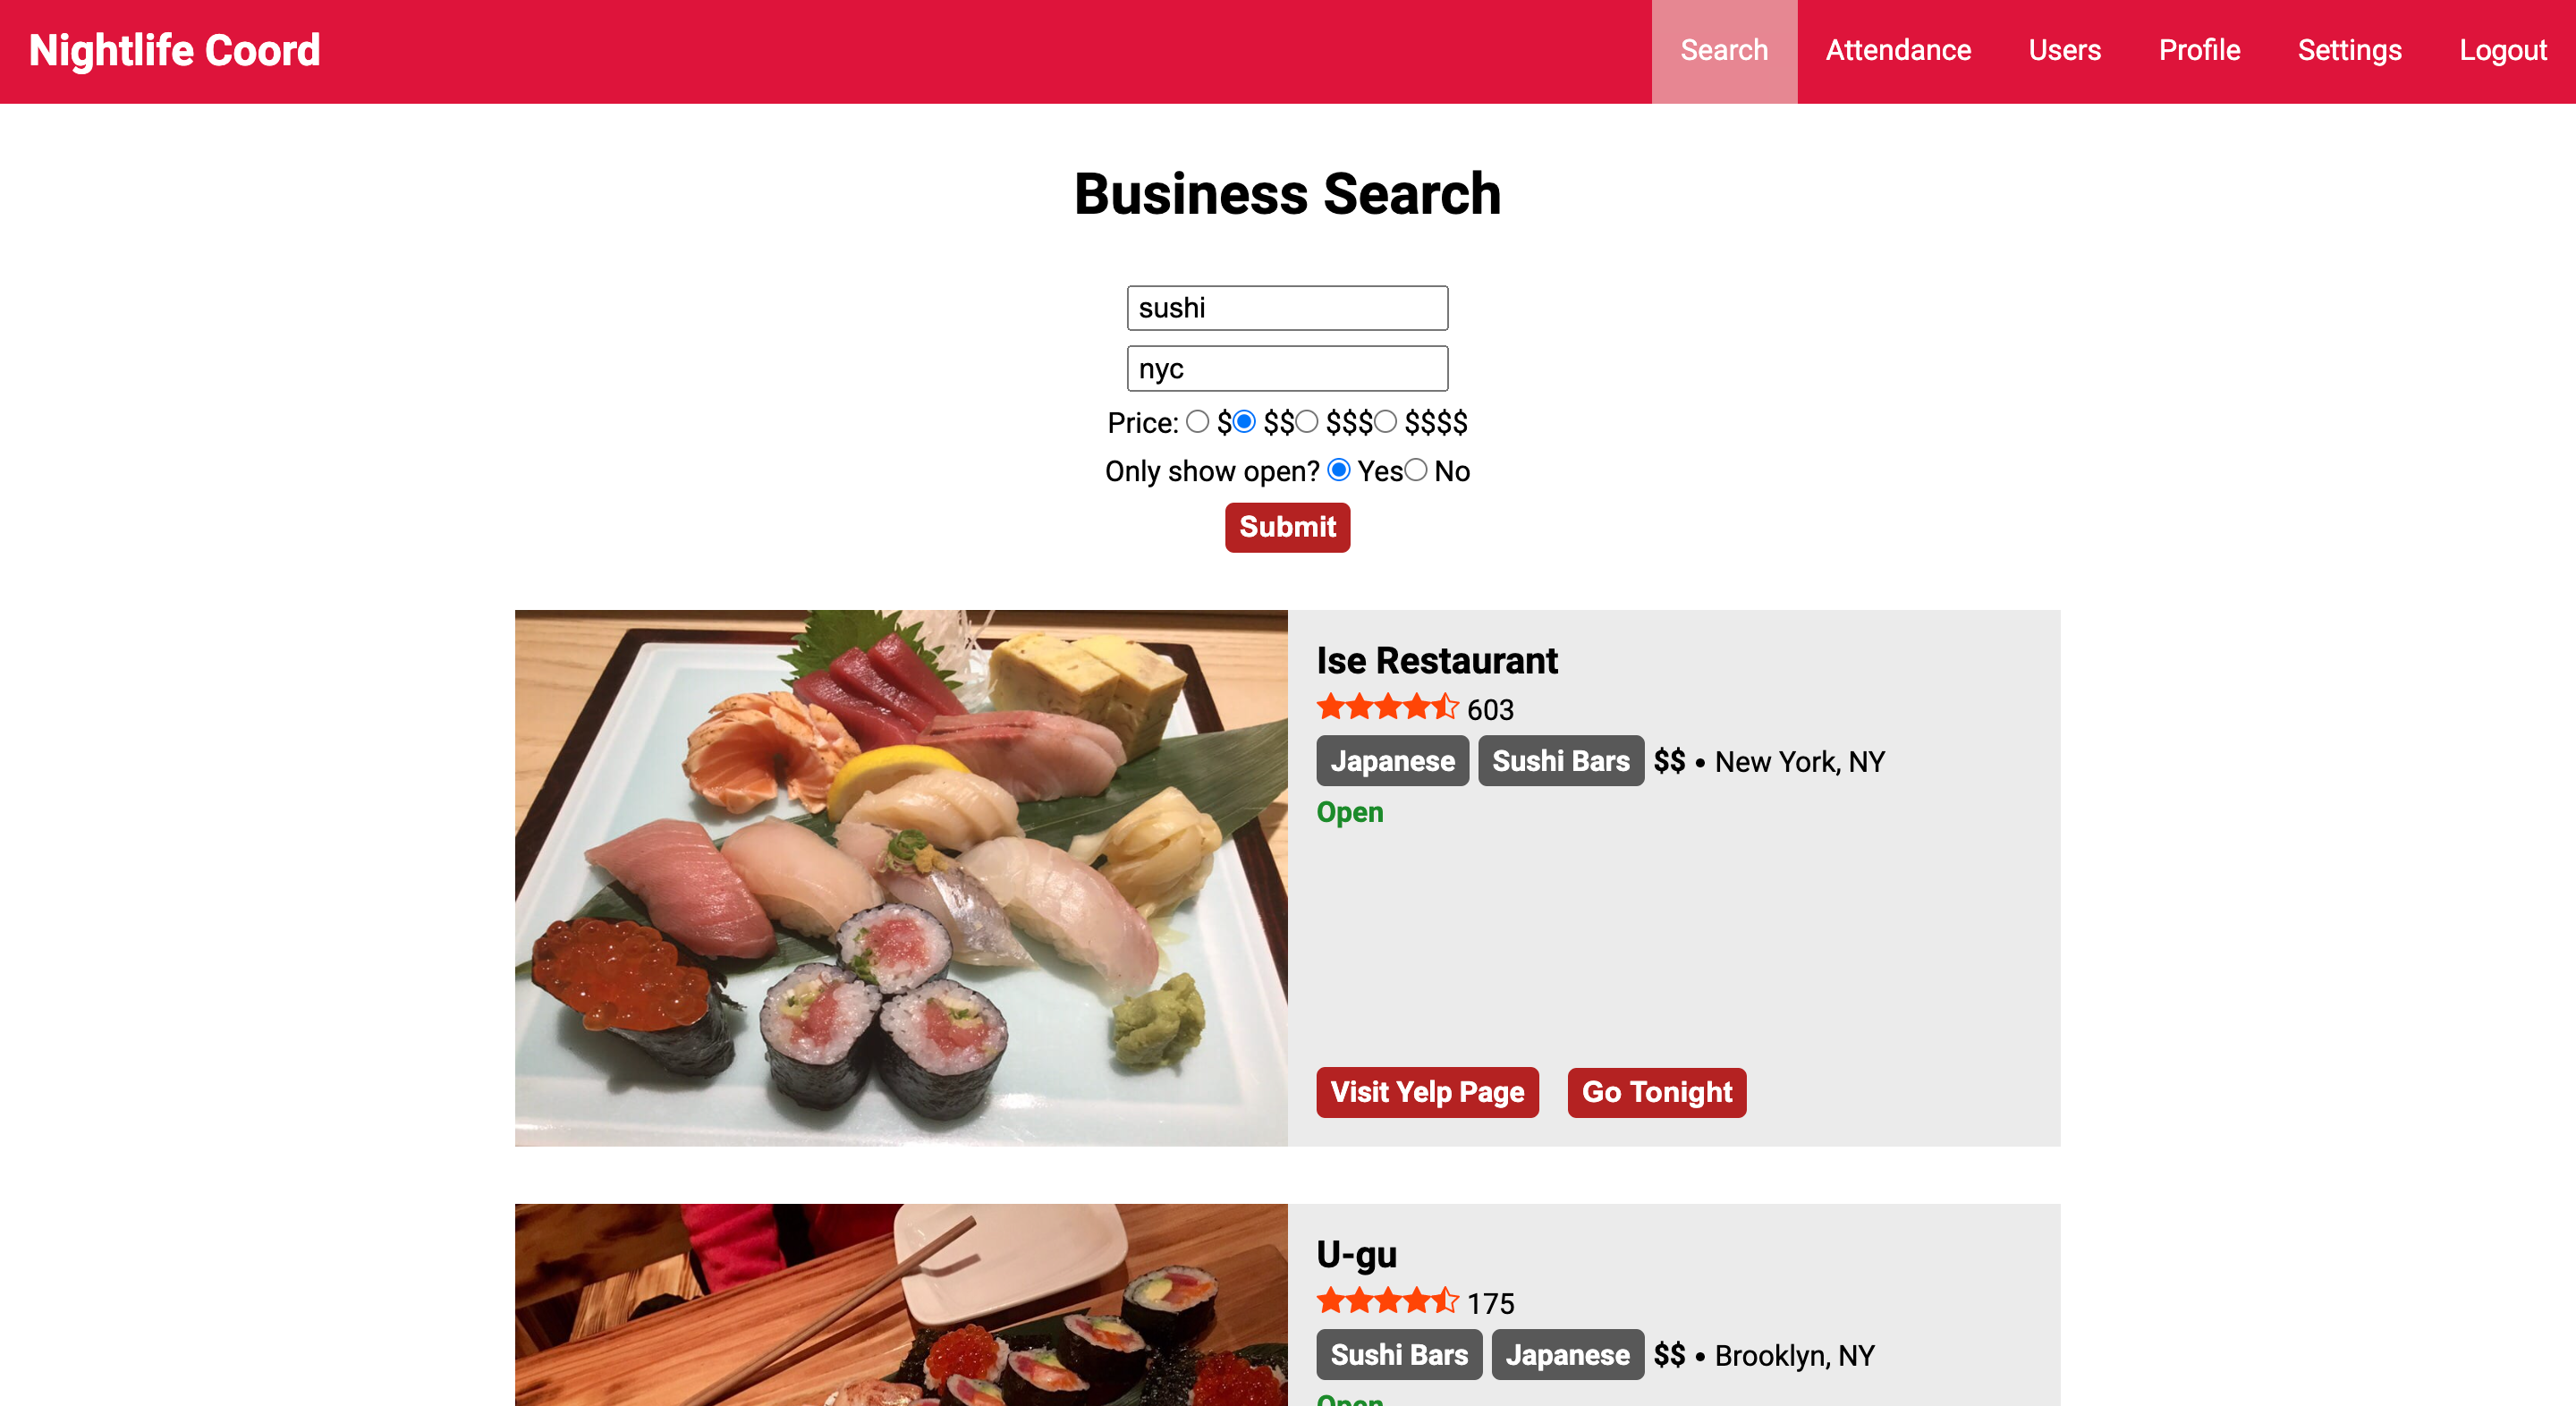 Nightlife Coord Search Attendance Users Profile Settings Logout
Business Search
sushi
nyc
Price: $ $$ $$$ $$$$
Only show open? Yes No
Submit
Ise Restaurant
603
Japanese Sushi Bars $$ • New York, NY
Open
Visit Yelp Page Go Tonight
U-gu
175
Sushi Bars Japanese $$ • Brooklyn, NY
Open